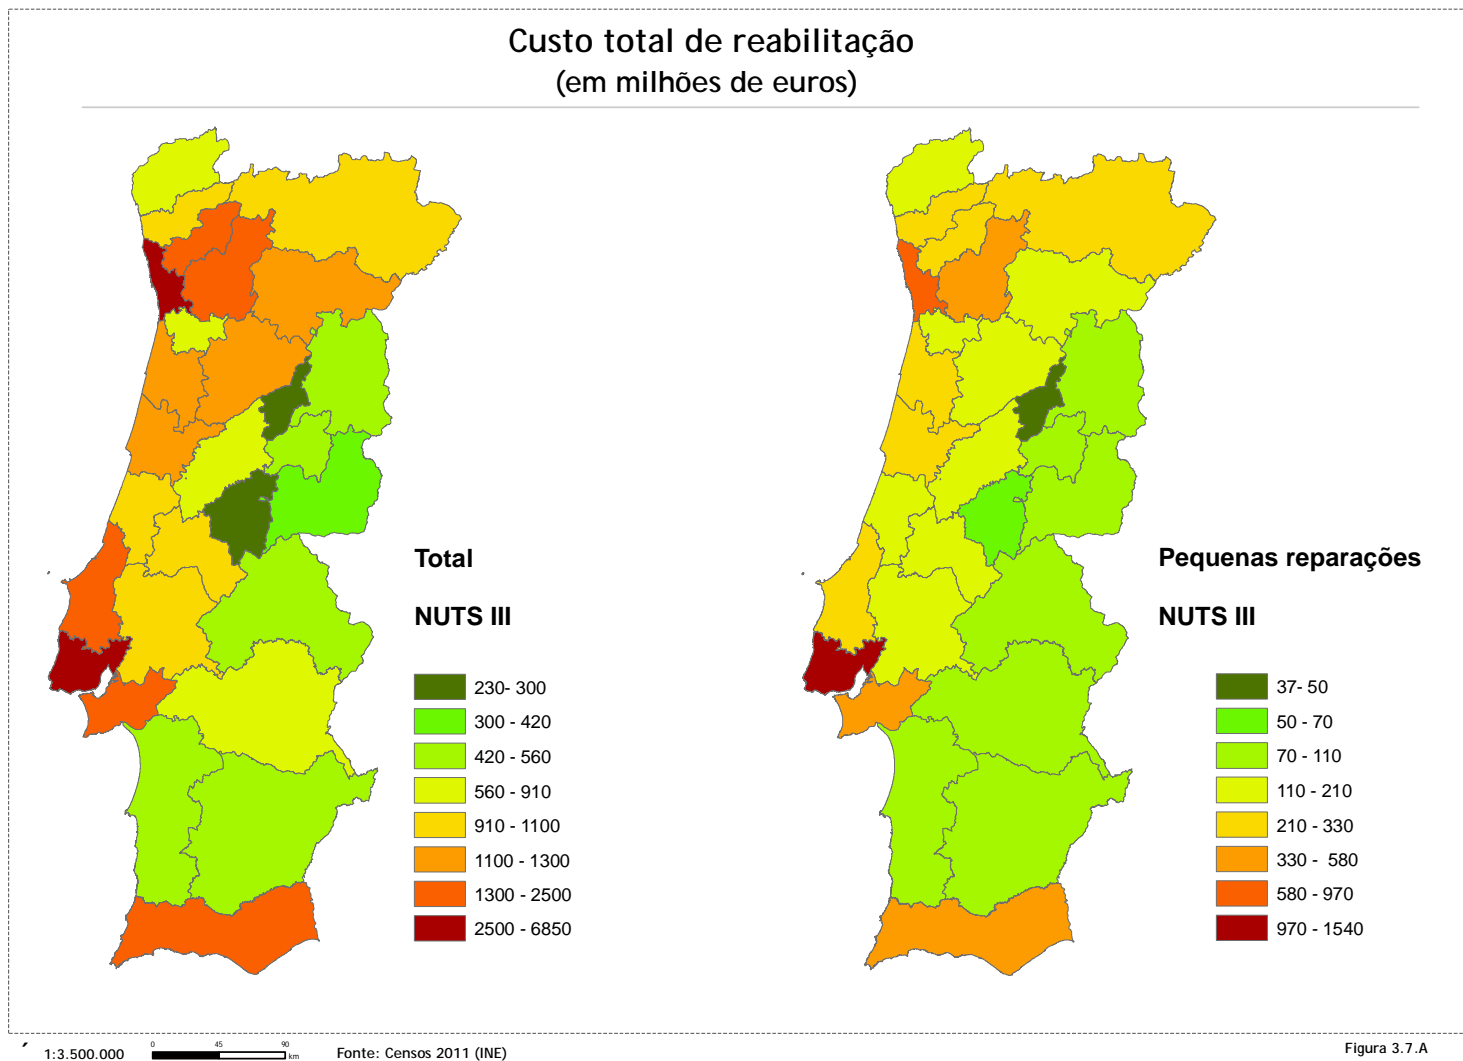 Custo total de reabilitação
(em milhões de euros)
Total
NUTS III
230- 300
300 - 420
420 - 560
560 - 910
910 - 1100
1100 - 1300
1300 - 2500
2500 - 6850
Pequenas reparações
NUTS III
37- 50
50 - 70
70 - 110
110 - 210
210 - 330
330 - 580
580 - 970
970 - 1540
1:3.500.000
0 45 90
km
Fonte: Censos 2011 (INE)
Figura 3.7.A